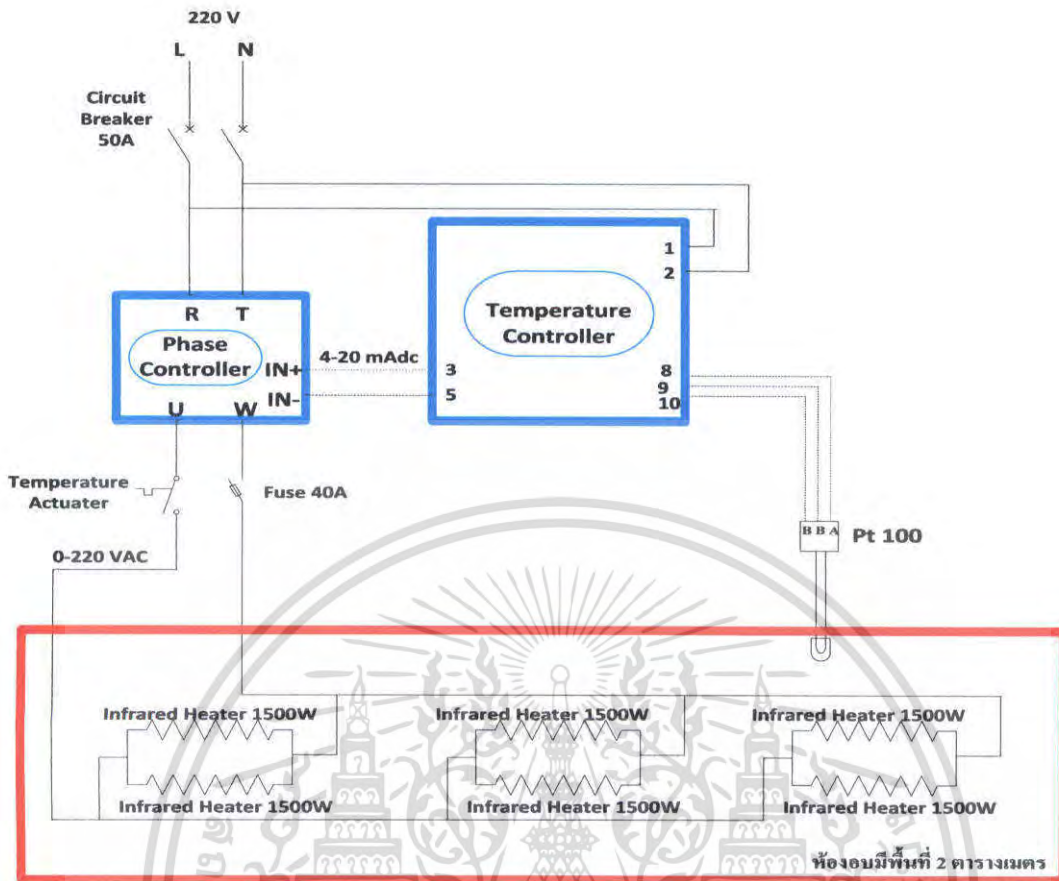 220 V
L N
Circuit
Breaker
50A
1
2
Temperature
Controller
R T
Phase
Controller
IN+
IN-
4-20 mAdc
3
5
8
9
10
U W
Temperature
Actuater
Fuse 40A
0-220 VAC
B B A
Pt 100
Infrared Heater 1500W
Infrared Heater 1500W
Infrared Heater 1500W
Infrared Heater 1500W
Infrared Heater 1500W
Infrared Heater 1500W
ห้องอบมีพื้นที่ 2 ตารางเมตร